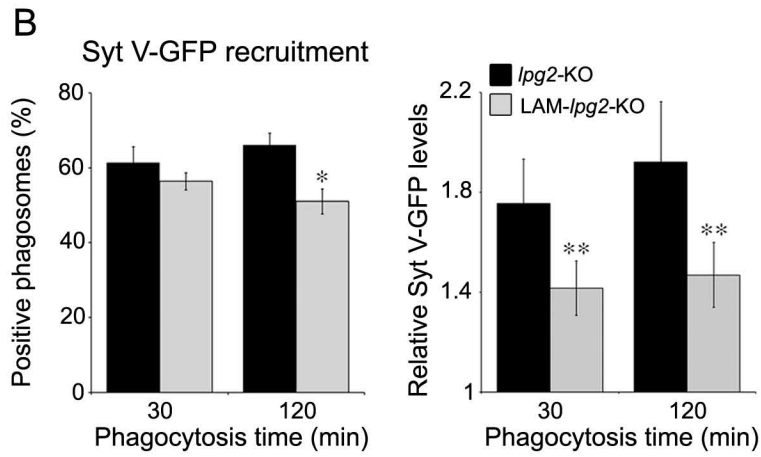 B
Syt V-GFP recruitment
Positive phagosomes (%)
80
60
40
20
0
*
30
120
Phagocytosis time (min)
lpg2-KO
LAM-lpg2-KO
Relative Syt V-GFP levels
2.2
1.8
1.4
1
**
**
30
120
Phagocytosis time (min)